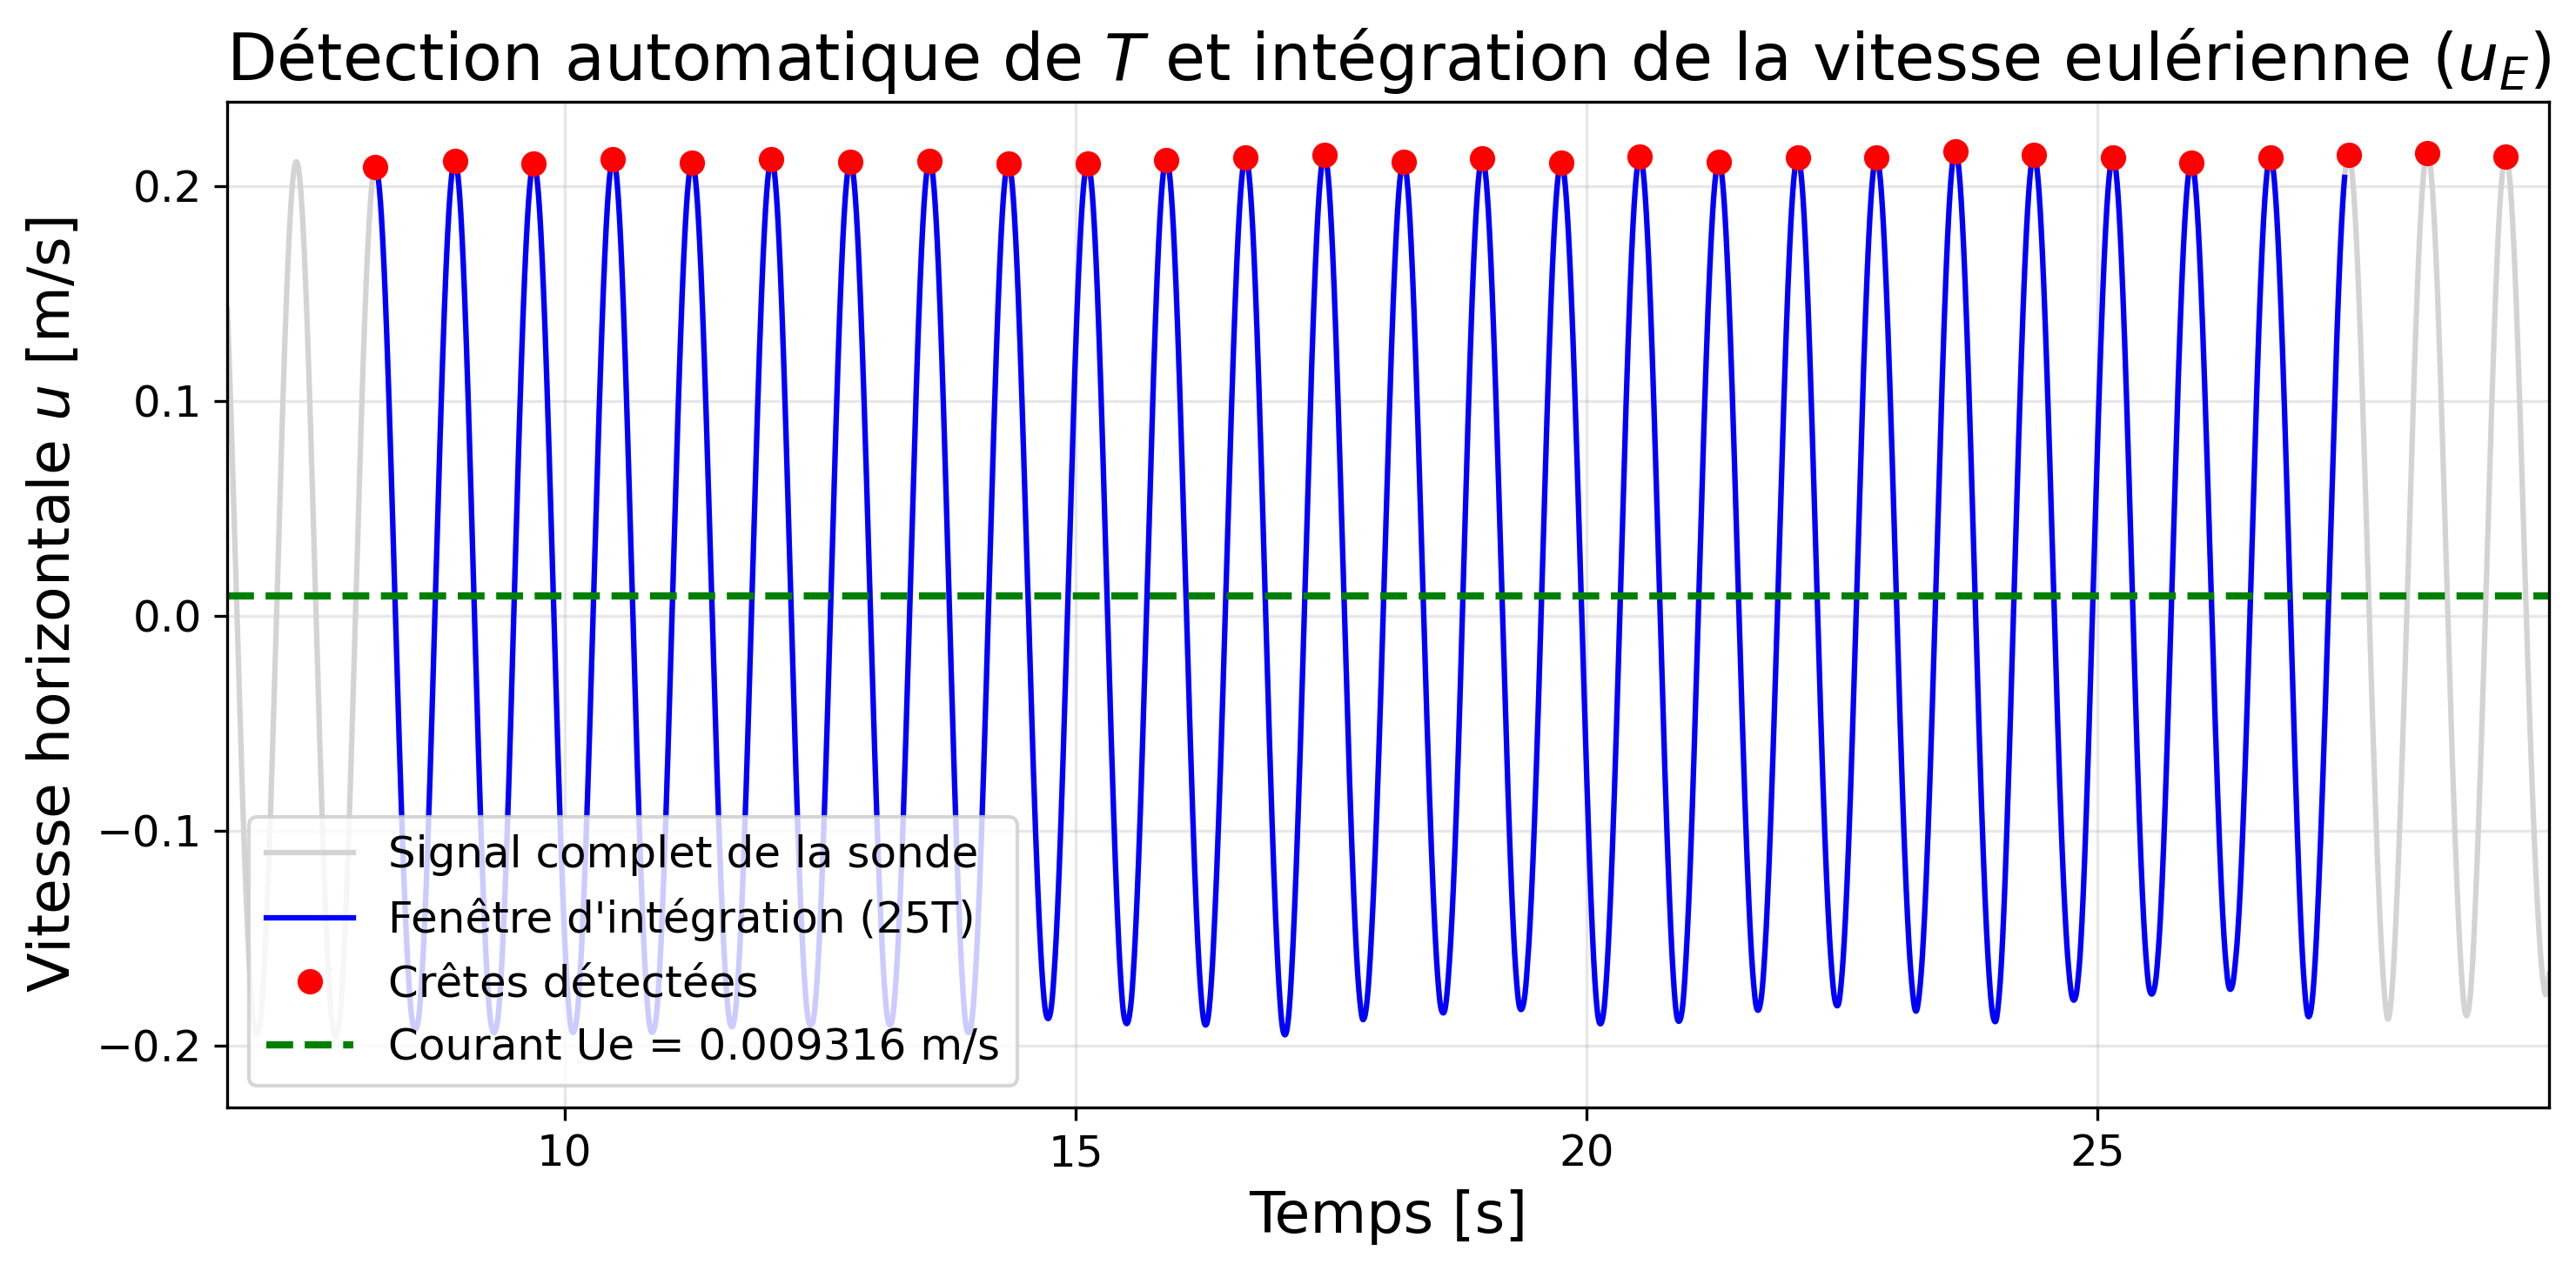 Détection automatique de T et intégration de la vitesse eulérienne (u_E)
Vitesse horizontale u [m/s]
0.2
0.1
0.0
−0.1
−0.2
Signal complet de la sonde
Fenêtre d'intégration (25T)
Crêtes détectées
Courant Ue = 0.009316 m/s
10 15 20 25
Temps [s]